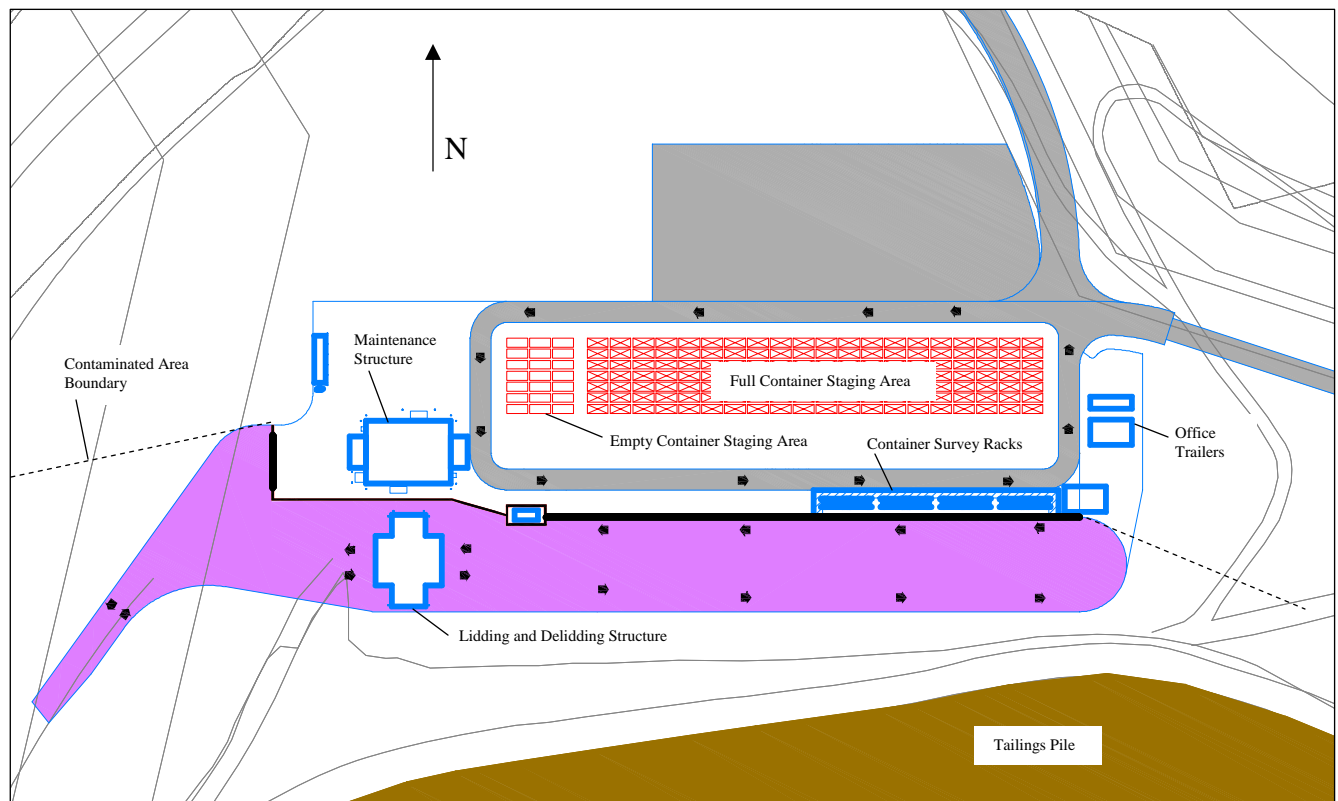 N
Maintenance
Structure
Contaminated Area
Boundary
Full Container Staging Area
Empty Container Staging Area
Container Survey Racks
Office
Trailers
Lidding and Delidding Structure
Tailings Pile